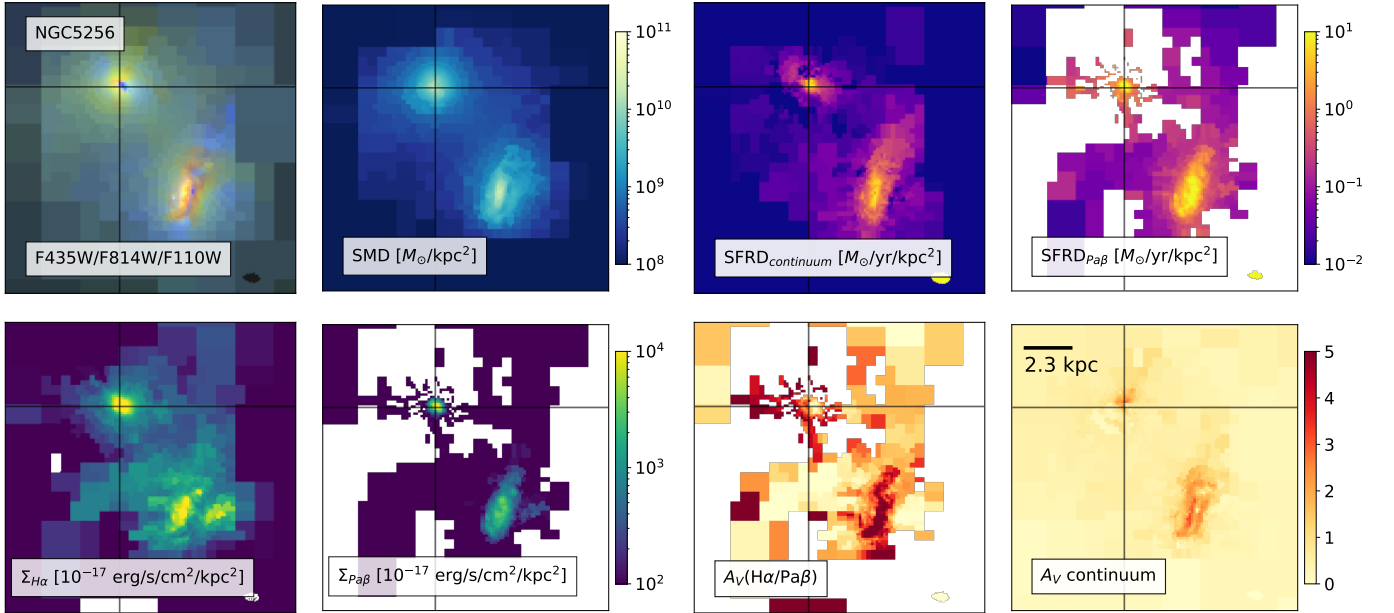 NGC5256
F435W/F814W/F110W
SMD [M⊙/kpc²]
10¹¹
10¹⁰
10⁹
10⁸
SFRD_continuum [M⊙/yr/kpc²]
SFRD_Paβ [M⊙/yr/kpc²]
10¹
10⁰
10⁻¹
10⁻²
Σ_Hα [10⁻¹⁷ erg/s/cm²/kpc²]
Σ_Paβ [10⁻¹⁷ erg/s/cm²/kpc²]
10⁴
10³
10²
A_V(Hα/Paβ)
2.3 kpc
A_V continuum
5
4
3
2
1
0